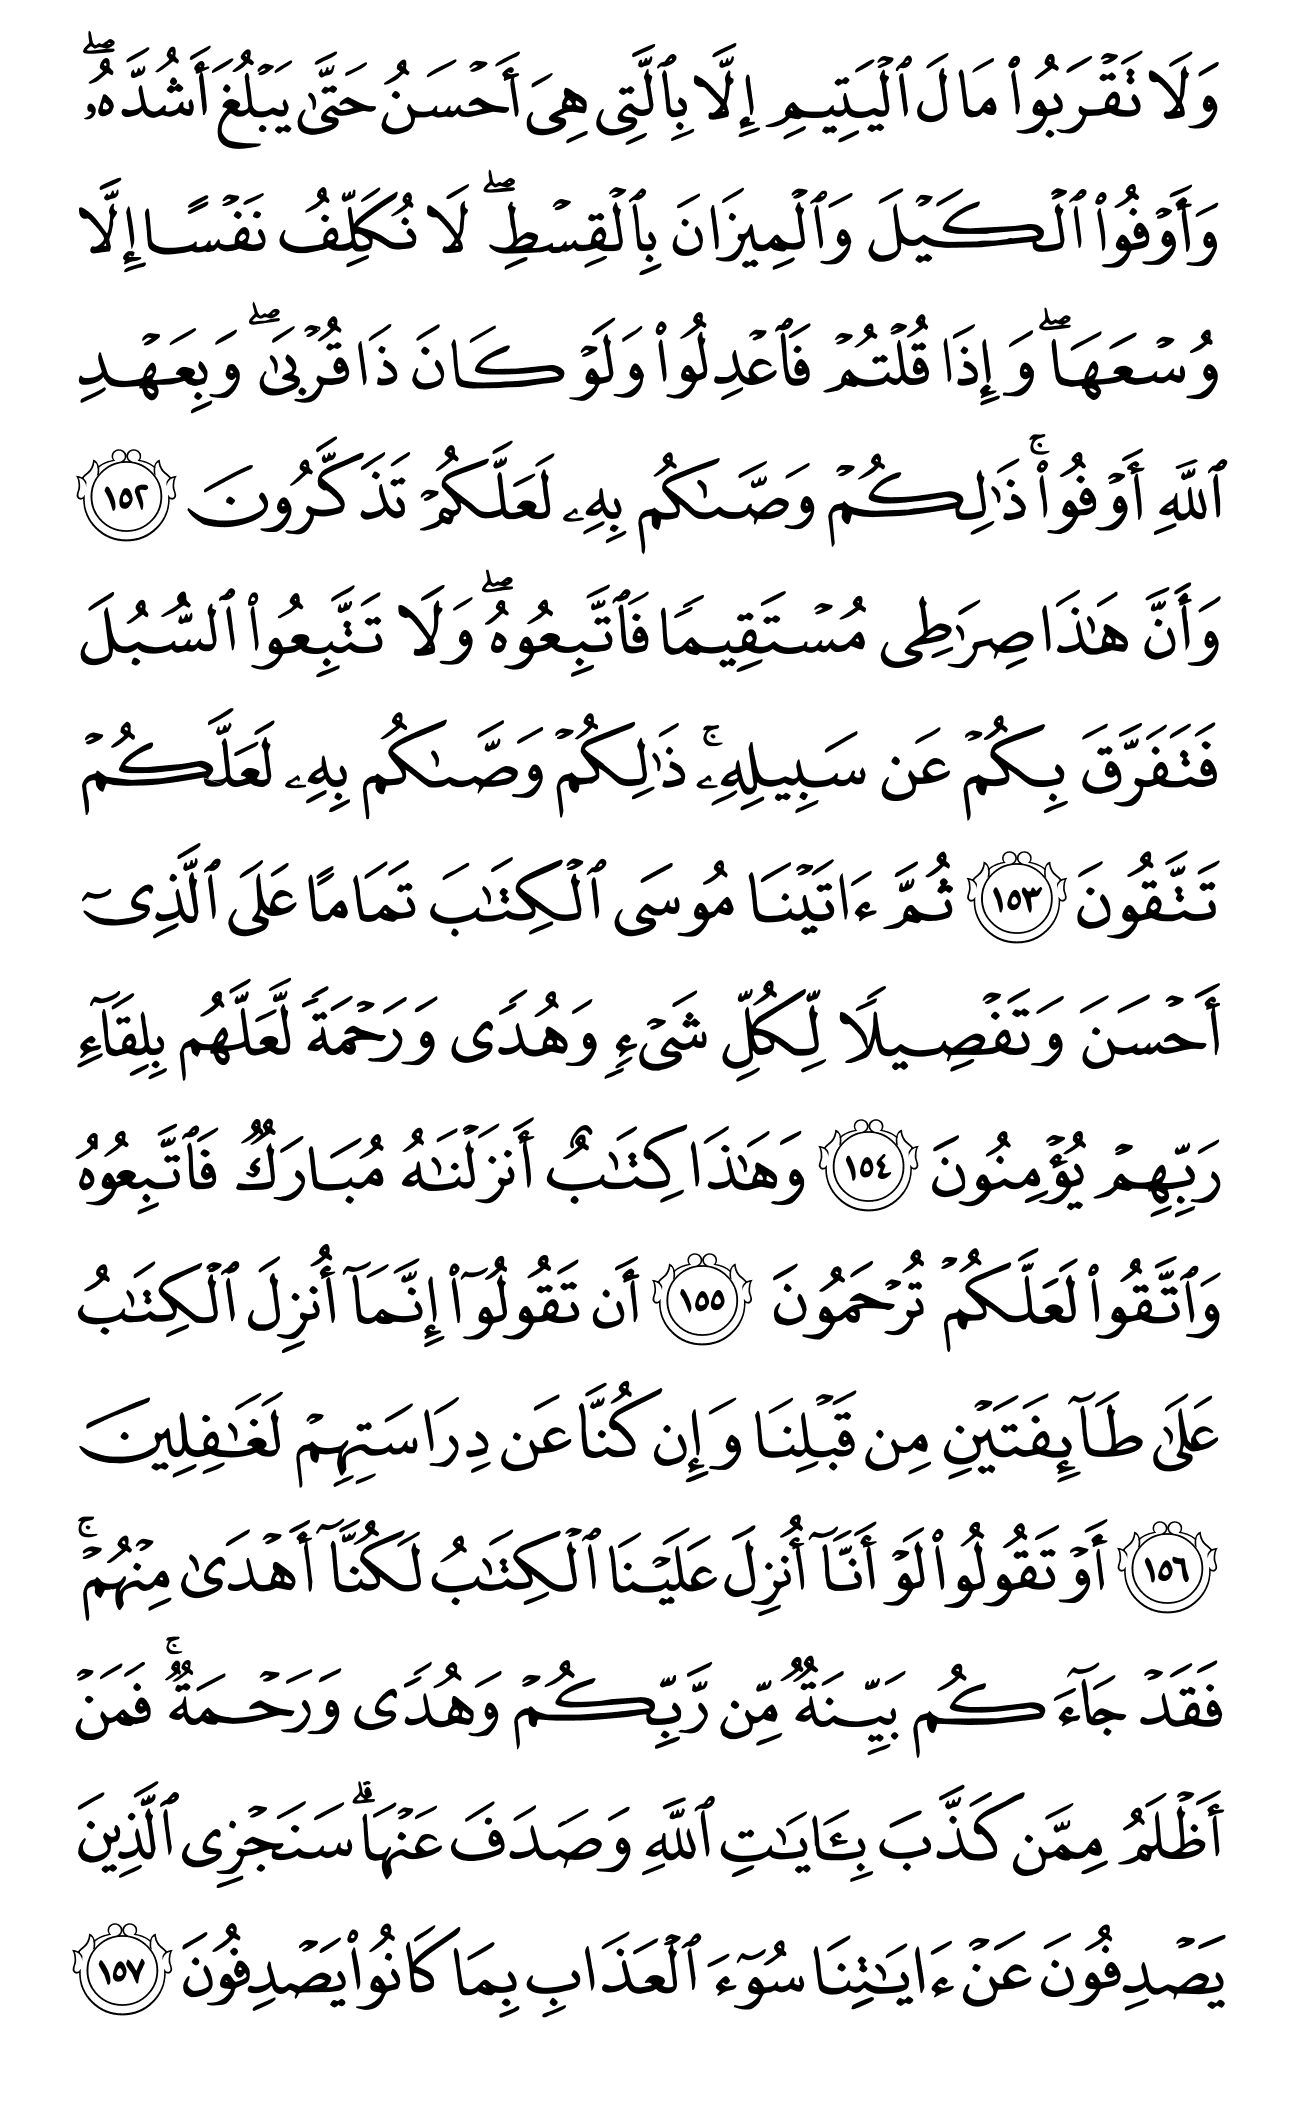 وَلَا تَقْرَبُوا۟ مَالَ ٱلْيَتِيمِ إِلَّا بِٱلَّتِى هِىَ أَحْسَنُ حَتَّىٰ يَبْلُغَ أَشُدَّهُۥ ۖ
وَأَوْفُوا۟ ٱلْكَيْلَ وَٱلْمِيزَانَ بِٱلْقِسْطِ ۖ لَا نُكَلِّفُ نَفْسًا إِلَّا
وُسْعَهَا ۖ وَإِذَا قُلْتُمْ فَٱعْدِلُوا۟ وَلَوْ كَانَ ذَا قُرْبَىٰ ۖ وَبِعَهْدِ
ٱللَّهِ أَوْفُوا۟ ۚ ذَٰلِكُمْ وَصَّىٰكُم بِهِۦ لَعَلَّكُمْ تَذَكَّرُونَ ١٥٢
وَأَنَّ هَـٰذَا صِرَٰطِى مُسْتَقِيمًا فَٱتَّبِعُوهُ ۖ وَلَا تَتَّبِعُوا۟ ٱلسُّبُلَ
فَتَفَرَّقَ بِكُمْ عَن سَبِيلِهِۦ ۚ ذَٰلِكُمْ وَصَّىٰكُم بِهِۦ لَعَلَّكُمْ
تَتَّقُونَ ١٥٣ ثُمَّ ءَاتَيْنَا مُوسَى ٱلْكِتَـٰبَ تَمَامًا عَلَى ٱلَّذِىٓ
أَحْسَنَ وَتَفْصِيلًا لِّكُلِّ شَىْءٍ وَهُدًى وَرَحْمَةً لَّعَلَّهُم بِلِقَآءِ
رَبِّهِمْ يُؤْمِنُونَ ١٥٤ وَهَـٰذَا كِتَـٰبٌ أَنزَلْنَـٰهُ مُبَارَكٌ فَٱتَّبِعُوهُ
وَٱتَّقُوا۟ لَعَلَّكُمْ تُرْحَمُونَ ١٥٥ أَن تَقُولُوٓا۟ إِنَّمَآ أُنزِلَ ٱلْكِتَـٰبُ
عَلَىٰ طَآئِفَتَيْنِ مِن قَبْلِنَا وَإِن كُنَّا عَن دِرَاسَتِهِمْ لَغَـٰفِلِينَ
١٥٦ أَوْ تَقُولُوا۟ لَوْ أَنَّآ أُنزِلَ عَلَيْنَا ٱلْكِتَـٰبُ لَكُنَّآ أَهْدَىٰ مِنْهُمْ ۚ
فَقَدْ جَآءَكُم بَيِّنَةٌ مِّن رَّبِّكُمْ وَهُدًى وَرَحْمَةٌ ۚ فَمَنْ
أَظْلَمُ مِمَّن كَذَّبَ بِـَٔايَـٰتِ ٱللَّهِ وَصَدَفَ عَنْهَا ۗ سَنَجْزِى ٱلَّذِينَ
يَصْدِفُونَ عَنْ ءَايَـٰتِنَا سُوٓءَ ٱلْعَذَابِ بِمَا كَانُوا۟ يَصْدِفُونَ ١٥٧